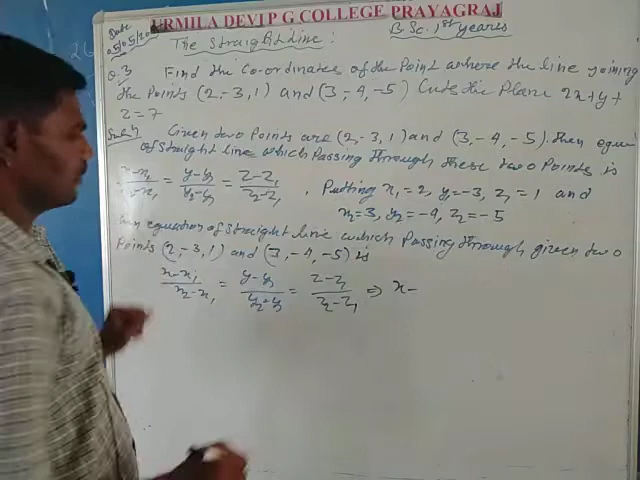 URMILA DEVI P G COLLEGE PRAYAGRAJ
Date
The Straight Line :
B.Sc. 1st years
Q.3 Find the Co-ordinates of the Point where the line joining
the Points (2,-3,1) and (3,-4,-5) Cuts the Plane 2x+y+
z=7
Given two Points are (2,-3,1) and (3,-4,-5). then equa
of straight line which Passing through these two Points is
x-x₁/-x₁ = y-y₁/y₂-y₁ = z-z₁/z₂-z₁ , Putting x₁=2, y₁=-3, z₁=1 and
x₂=3, y₂=-4, z₂=-5
equation of straight line which Passing through given two
Points (2,-3,1) and (3,-4,-5) is
x-x₁/x₂-x₁ = y-y₁/y₂-y₁ = z-z₁/z₂-z₁ ⇒ x-